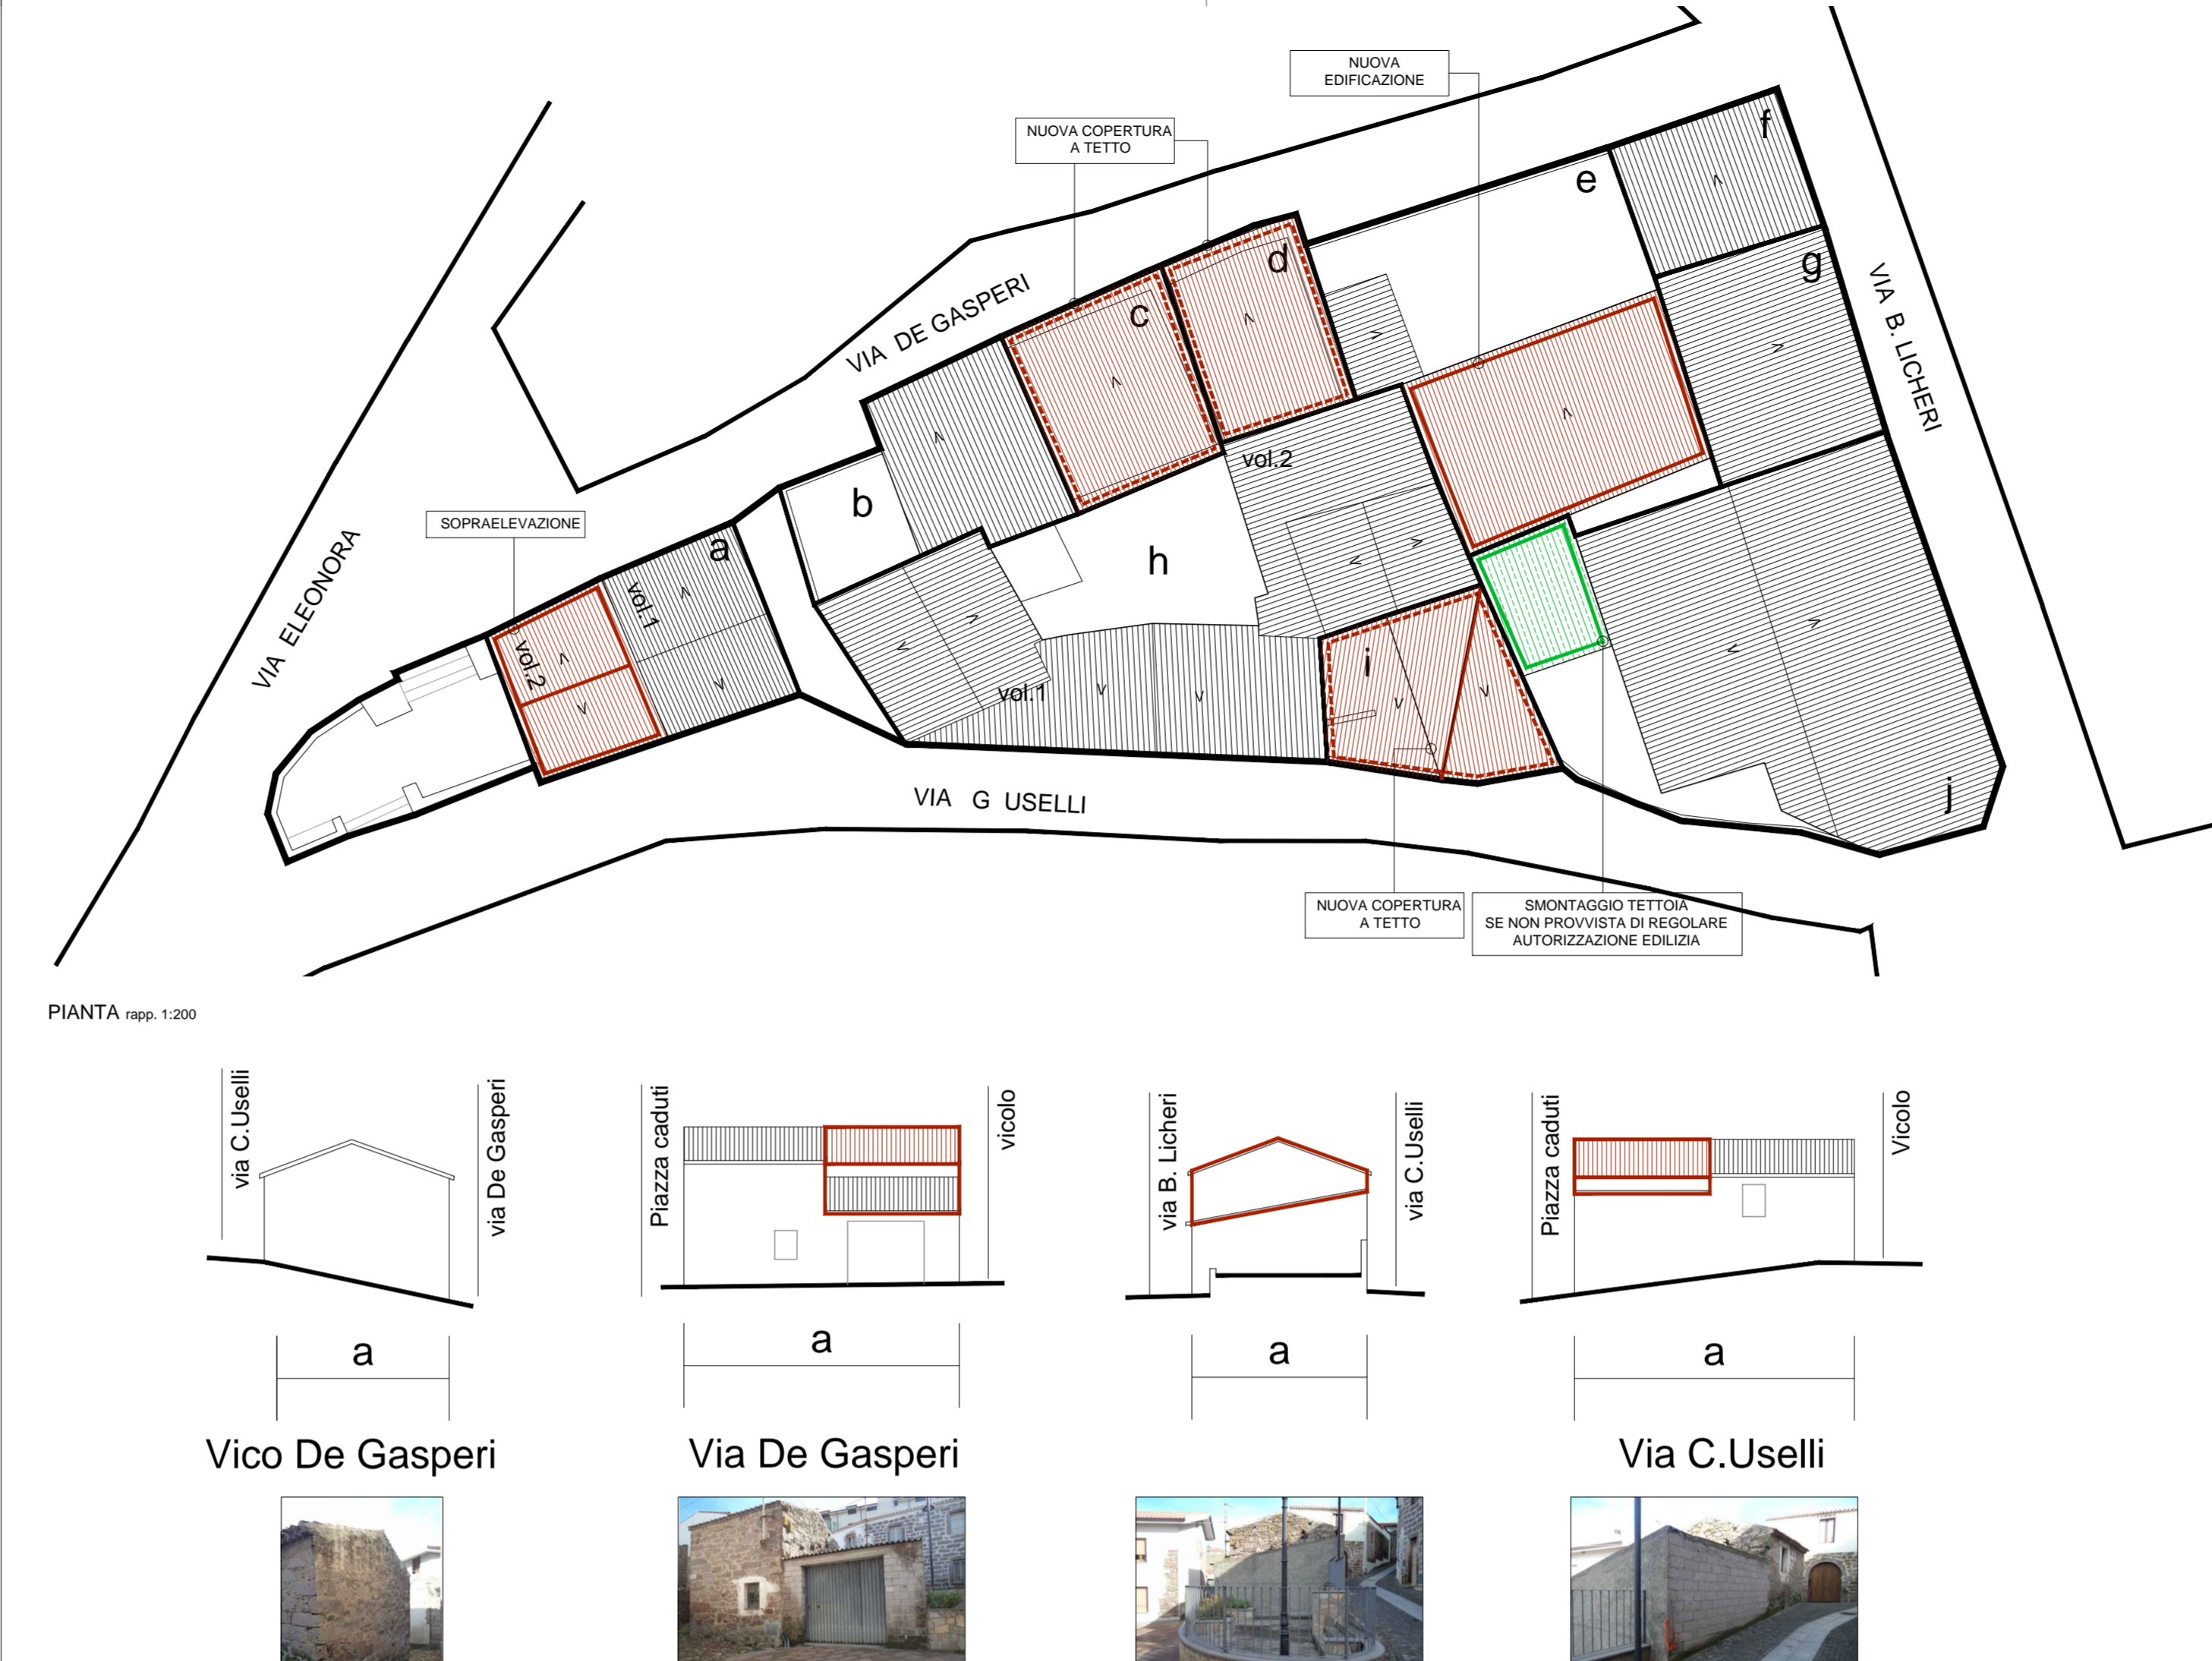 NUOVA
EDIFICAZIONE
NUOVA COPERTURA
A TETTO
f
e
g
d
c
VIA DE GASPERI
VIA B. LICHERI
vol.2
b
SOPRAELEVAZIONE
a
h
VIA ELEONORA
vol.1
vol.2
i
vol.1
j
VIA G USELLI
NUOVA COPERTURA
A TETTO
SMONTAGGIO TETTOIA
SE NON PROVVISTA DI REGOLARE
AUTORIZZAZIONE EDILIZIA
PIANTA rapp. 1:200
via C.Uselli
via De Gasperi
Piazza caduti
vicolo
via B. Licheri
via C.Uselli
Piazza caduti
Vicolo
a
a
a
a
Vico De Gasperi
Via De Gasperi
Via C.Uselli